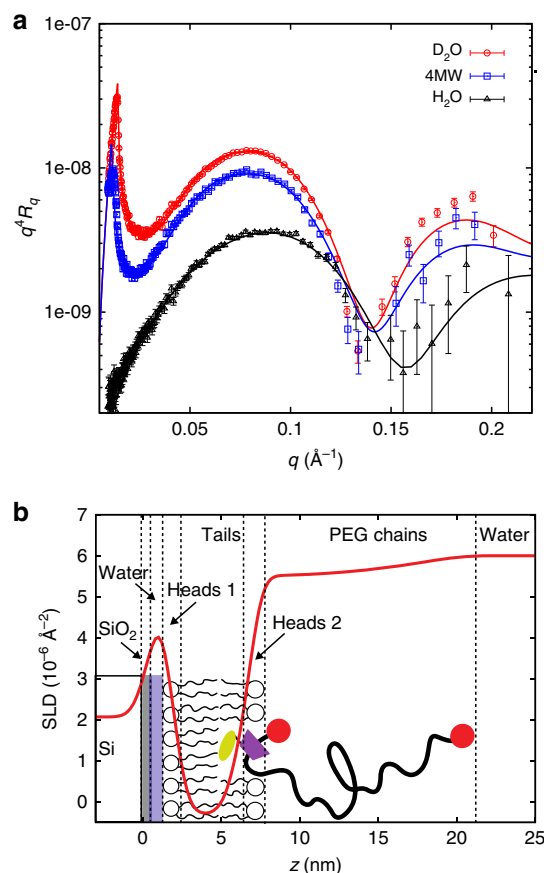 a
1e-07
1e-08
1e-09
q⁴Rq
D₂O
4MW
H₂O
0.05 0.1 0.15 0.2
q (Å⁻¹)
b
7
6
5
4
3
2
1
0
SLD (10⁻⁶ Å⁻²)
Tails PEG chains Water
Water
Heads 1
SiO₂
Heads 2
Si
0 5 10 15 20 25
z (nm)